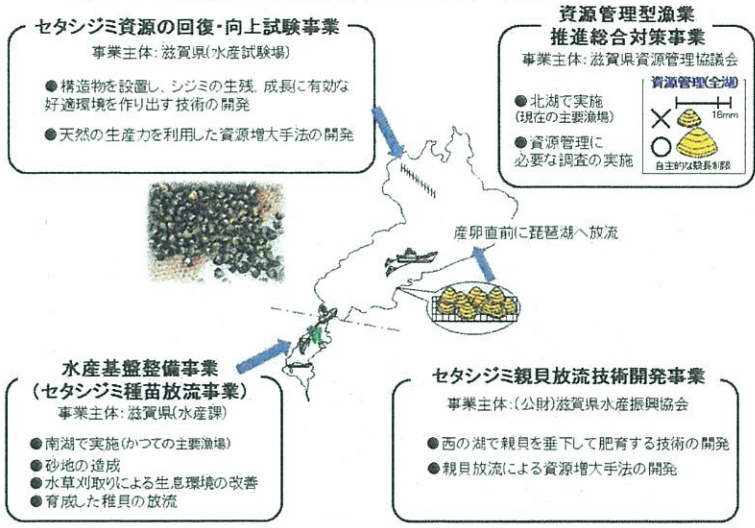 セタシジミ資源の回復・向上試験事業
事業主体:滋賀県(水産試験場)
●構造物を設置し、シジミの生残、成長に有効な
好適環境を作り出す技術の開発
●天然の生産力を利用した資源増大手法の開発
資源管理型漁業
推進総合対策事業
事業主体:滋賀県資源管理協議会
●北湖で実施
(現在の主要漁場)
●資源管理に
必要な調査の実施
資源管理(全湖)
18mm
自主的な殻長制限
産卵直前に琵琶湖へ放流
水産基盤整備事業
(セタシジミ種苗放流事業)
事業主体:滋賀県(水産課)
●南湖で実施(かつての主要漁場)
●砂地の造成
●水草刈取りによる生息環境の改善
●育成した稚貝の放流
セタシジミ親貝放流技術開発事業
事業主体:(公財)滋賀県水産振興協会
●西の湖で親貝を垂下して肥育する技術の開発
●親貝放流による資源増大手法の開発